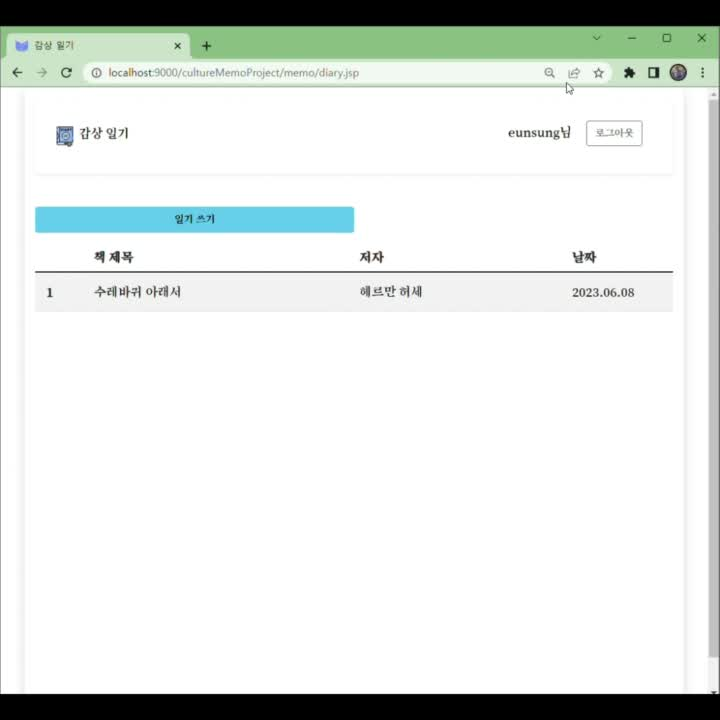 감상 일기
localhost:9000/cultureMemoProject/memo/diary.jsp
감상 일기 eunsung님 로그아웃
일기 쓰기
책 제목 저자 날짜
1 수레바퀴 아래서 헤르만 허세 2023.06.08